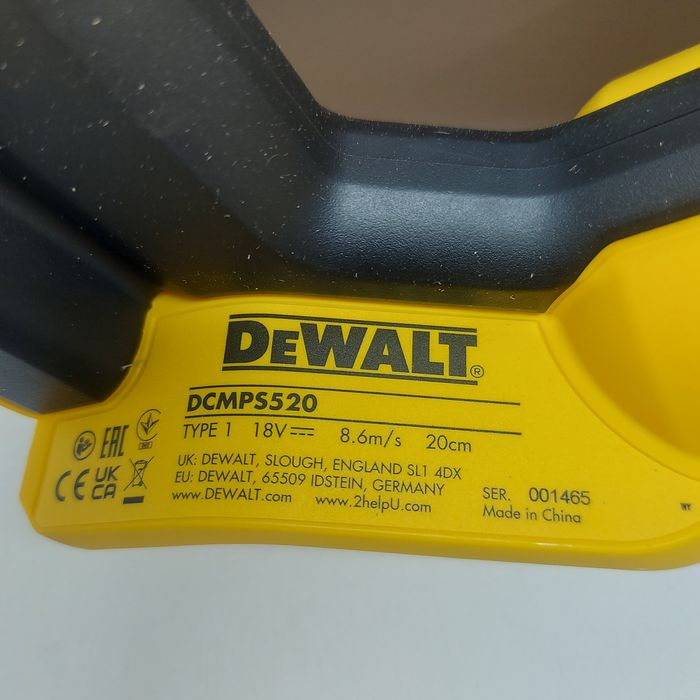 DEWALT®
DCMPS520
TYPE 1 18V 8.6m/s 20cm
UK: DEWALT, SLOUGH, ENGLAND SL1 4DX
EU: DEWALT, 65509 IDSTEIN, GERMANY
www.DEWALT.com www.2helpU.com
SER. 001465
Made in China
EAC
CE UK CA